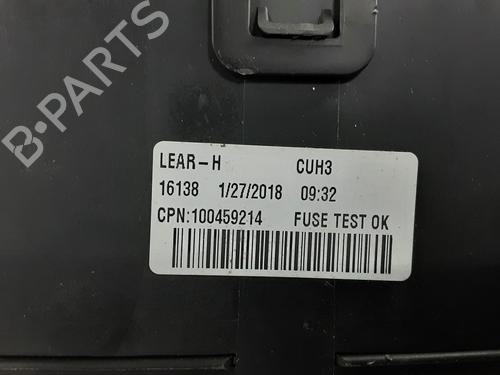 B-PARTS
LEAR-H CUH3
16138 1/27/2018 09:32
CPN:100459214 FUSE TEST OK